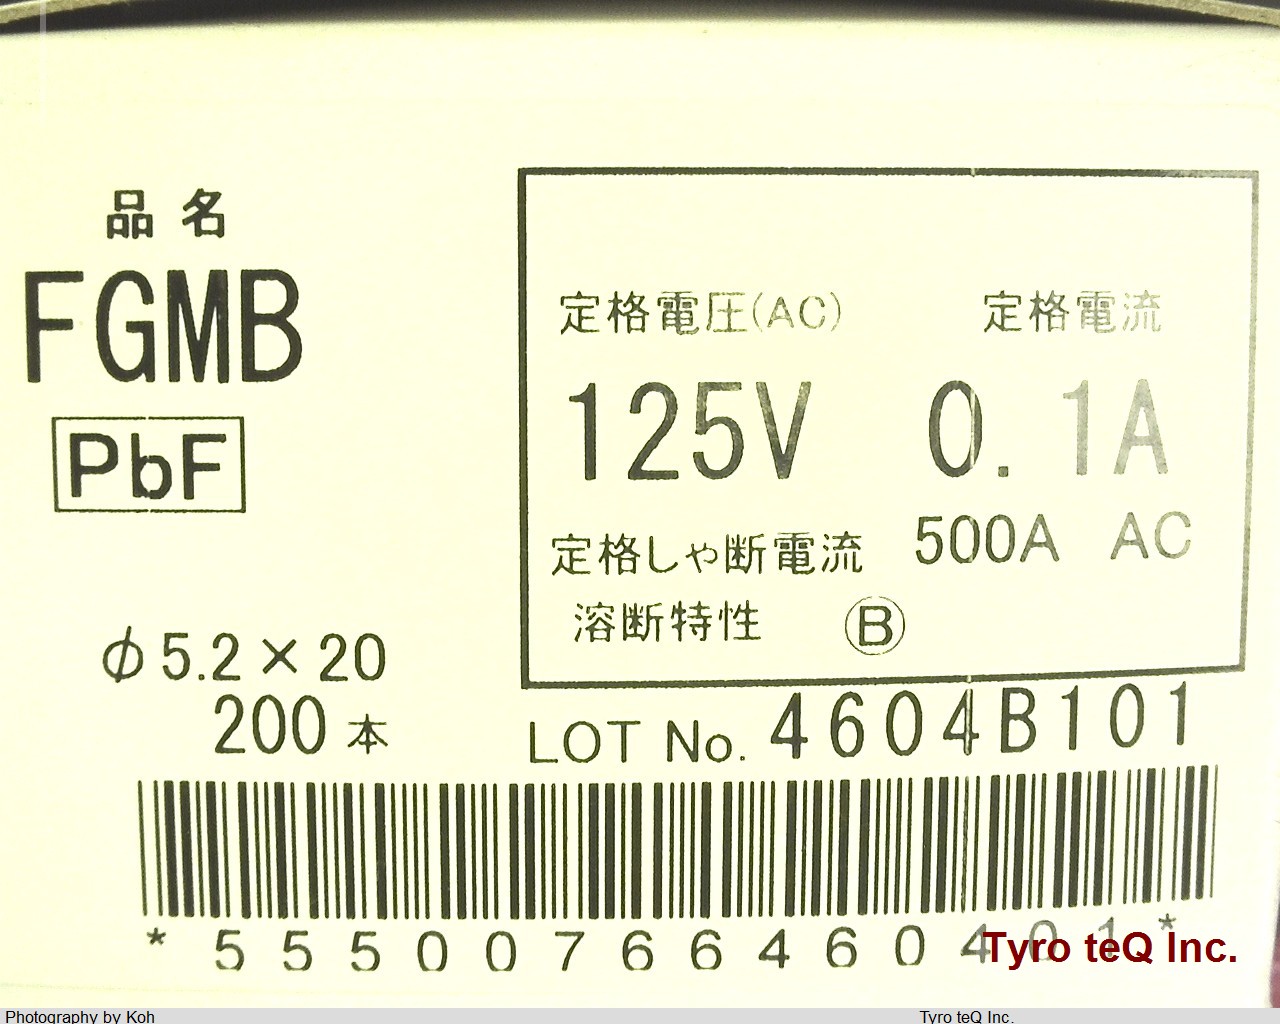 品名
FGMB
PbF
定格電圧(AC) 定格電流
125V 0.1A
定格しゃ断電流 500A AC
溶断特性 Ⓑ
φ5.2×20
200本
LOT No. 4604B101
*5550076646040​1*
Tyro teQ Inc.
Photography by Koh
Tyro teQ Inc.